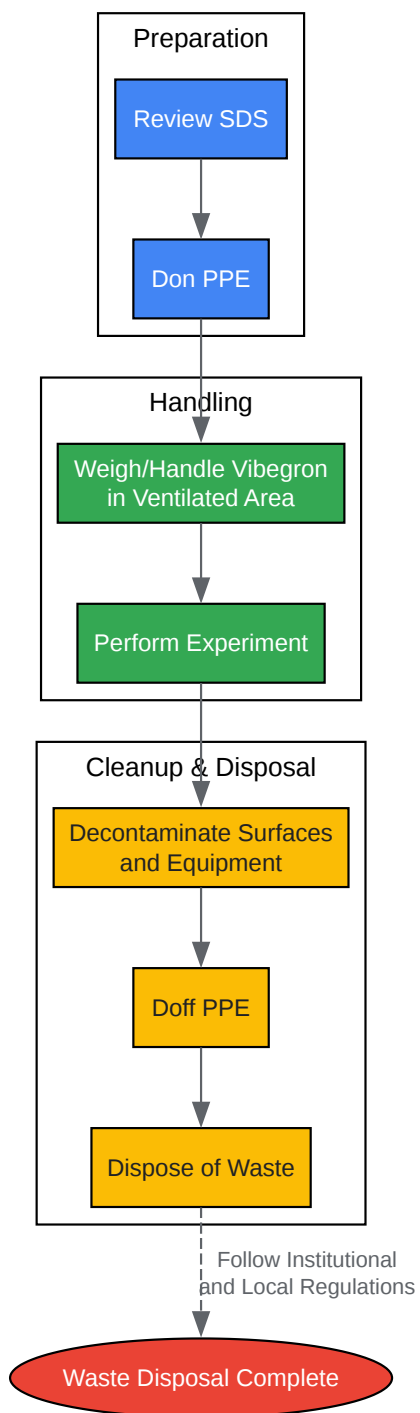 Preparation
Review SDS
Don PPE
Handling
Weigh/Handle Vibegron
in Ventilated Area
Perform Experiment
Cleanup & Disposal
Decontaminate Surfaces
and Equipment
Doff PPE
Dispose of Waste
Follow Institutional
and Local Regulations
Waste Disposal Complete